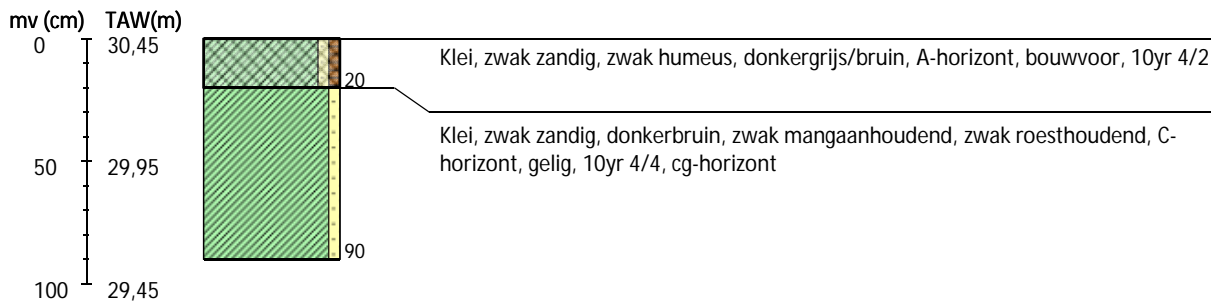 mv (cm) TAW(m)
0 30,45
Klei, zwak zandig, zwak humeus, donkergrijs/bruin, A-horizont, bouwvoor, 10yr 4/2
20
Klei, zwak zandig, donkerbruin, zwak mangaanhoudend, zwak roesthoudend, C-
horizont, gelig, 10yr 4/4, cg-horizont
50 29,95
90
100 29,45